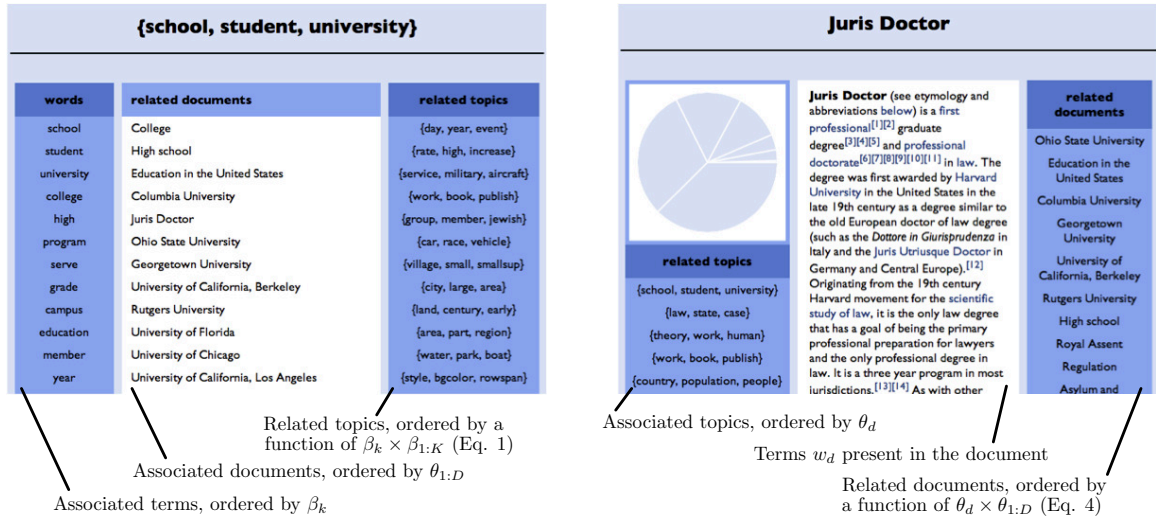 {school, student, university}
words
school
student
university
college
high
program
serve
grade
campus
education
member
year
related documents
College
High school
Education in the United States
Columbia University
Juris Doctor
Ohio State University
Georgetown University
University of California, Berkeley
Rutgers University
University of Florida
University of Chicago
University of California, Los Angeles
related topics
{day, year, event}
{rate, high, increase}
{service, military, aircraft}
{work, book, publish}
{group, member, jewish}
{car, race, vehicle}
{village, small, smallsup}
{city, large, area}
{land, century, early}
{area, part, region}
{water, park, boat}
{style, bgcolor, rowspan}
Related topics, ordered by a
function of βk × β1:K (Eq. 1)
Associated documents, ordered by θ1:D
Associated terms, ordered by βk
Juris Doctor
related topics
{school, student, university}
{law, state, case}
{theory, work, human}
{work, book, publish}
{country, population, people}
Juris Doctor (see etymology and
abbreviations below) is a first
professional[1][2] graduate
degree[3][4][5] and professional
doctorate[6][7][8][9][10][11] in law. The
degree was first awarded by Harvard
University in the United States in the
late 19th century as a degree similar to
the old European doctor of law degree
(such as the Dottore in Giurisprudenza in
Italy and the Juris Utriusque Doctor in
Germany and Central Europe).[12]
Originating from the 19th century
Harvard movement for the scientific
study of law, it is the only law degree
that has a goal of being the primary
professional preparation for lawyers
and the only professional degree in
law. It is a three year program in most
jurisdictions.[13][14] As with other
related
documents
Ohio State University
Education in the
United States
Columbia University
Georgetown
University
University of
California, Berkeley
Rutgers University
High school
Royal Assent
Regulation
Asylum and
Associated topics, ordered by θd
Terms wd present in the document
Related documents, ordered by
a function of θd × θ1:D (Eq. 4)